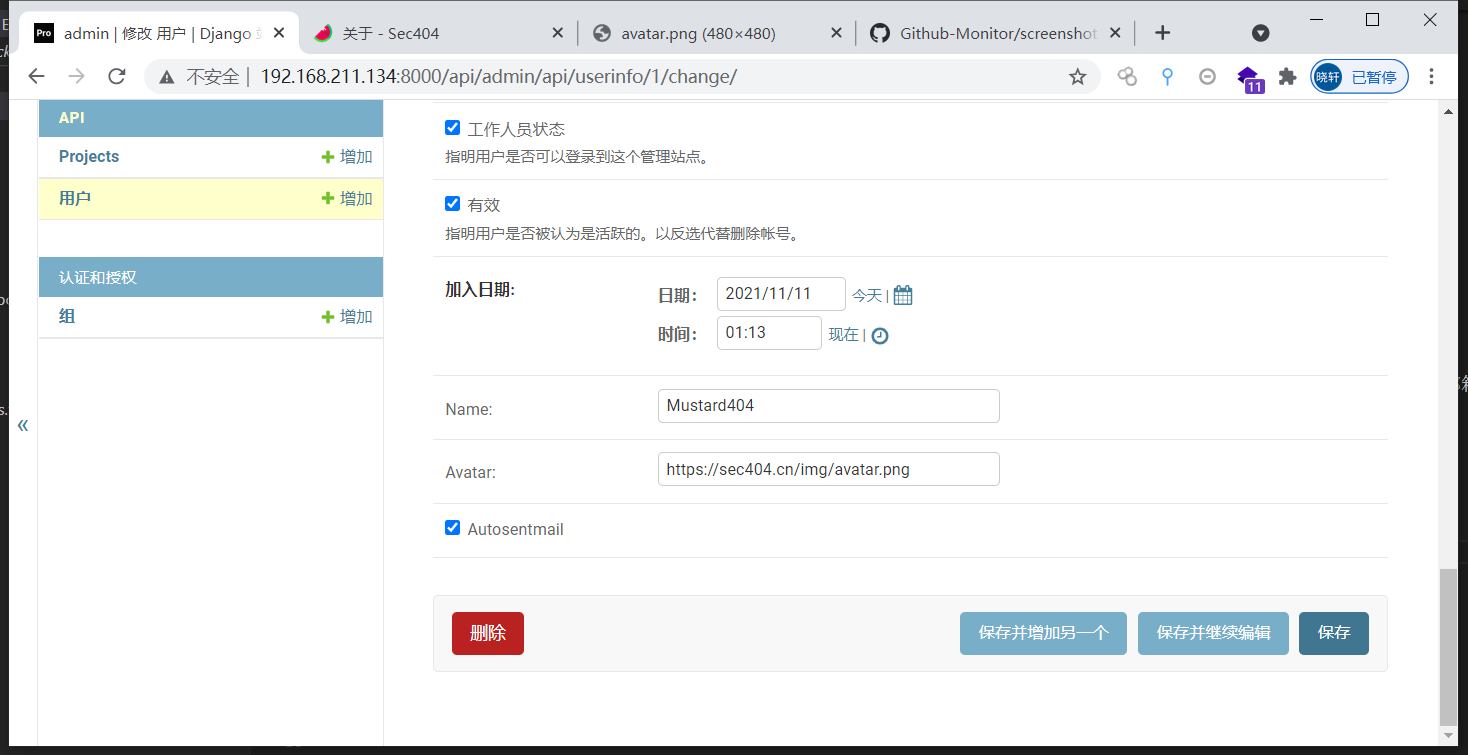 Pro admin | 修改 用户 | Django
关于 - Sec404
avatar.png (480×480)
Github-Monitor/screenshot
不安全 | 192.168.211.134:8000/api/admin/api/userinfo/1/change/
11
晓轩 已暂停
API
Projects 增加
用户 增加
认证和授权
组 增加
«
工作人员状态
指明用户是否可以登录到这个管理站点。
有效
指明用户是否被认为是活跃的。以反选代替删除帐号。
加入日期:
日期： 2021/11/11 今天 |
时间： 01:13 现在 |
Name: Mustard404
Avatar: https://sec404.cn/img/avatar.png
Autosentmail
删除 保存并增加另一个 保存并继续编辑 保存